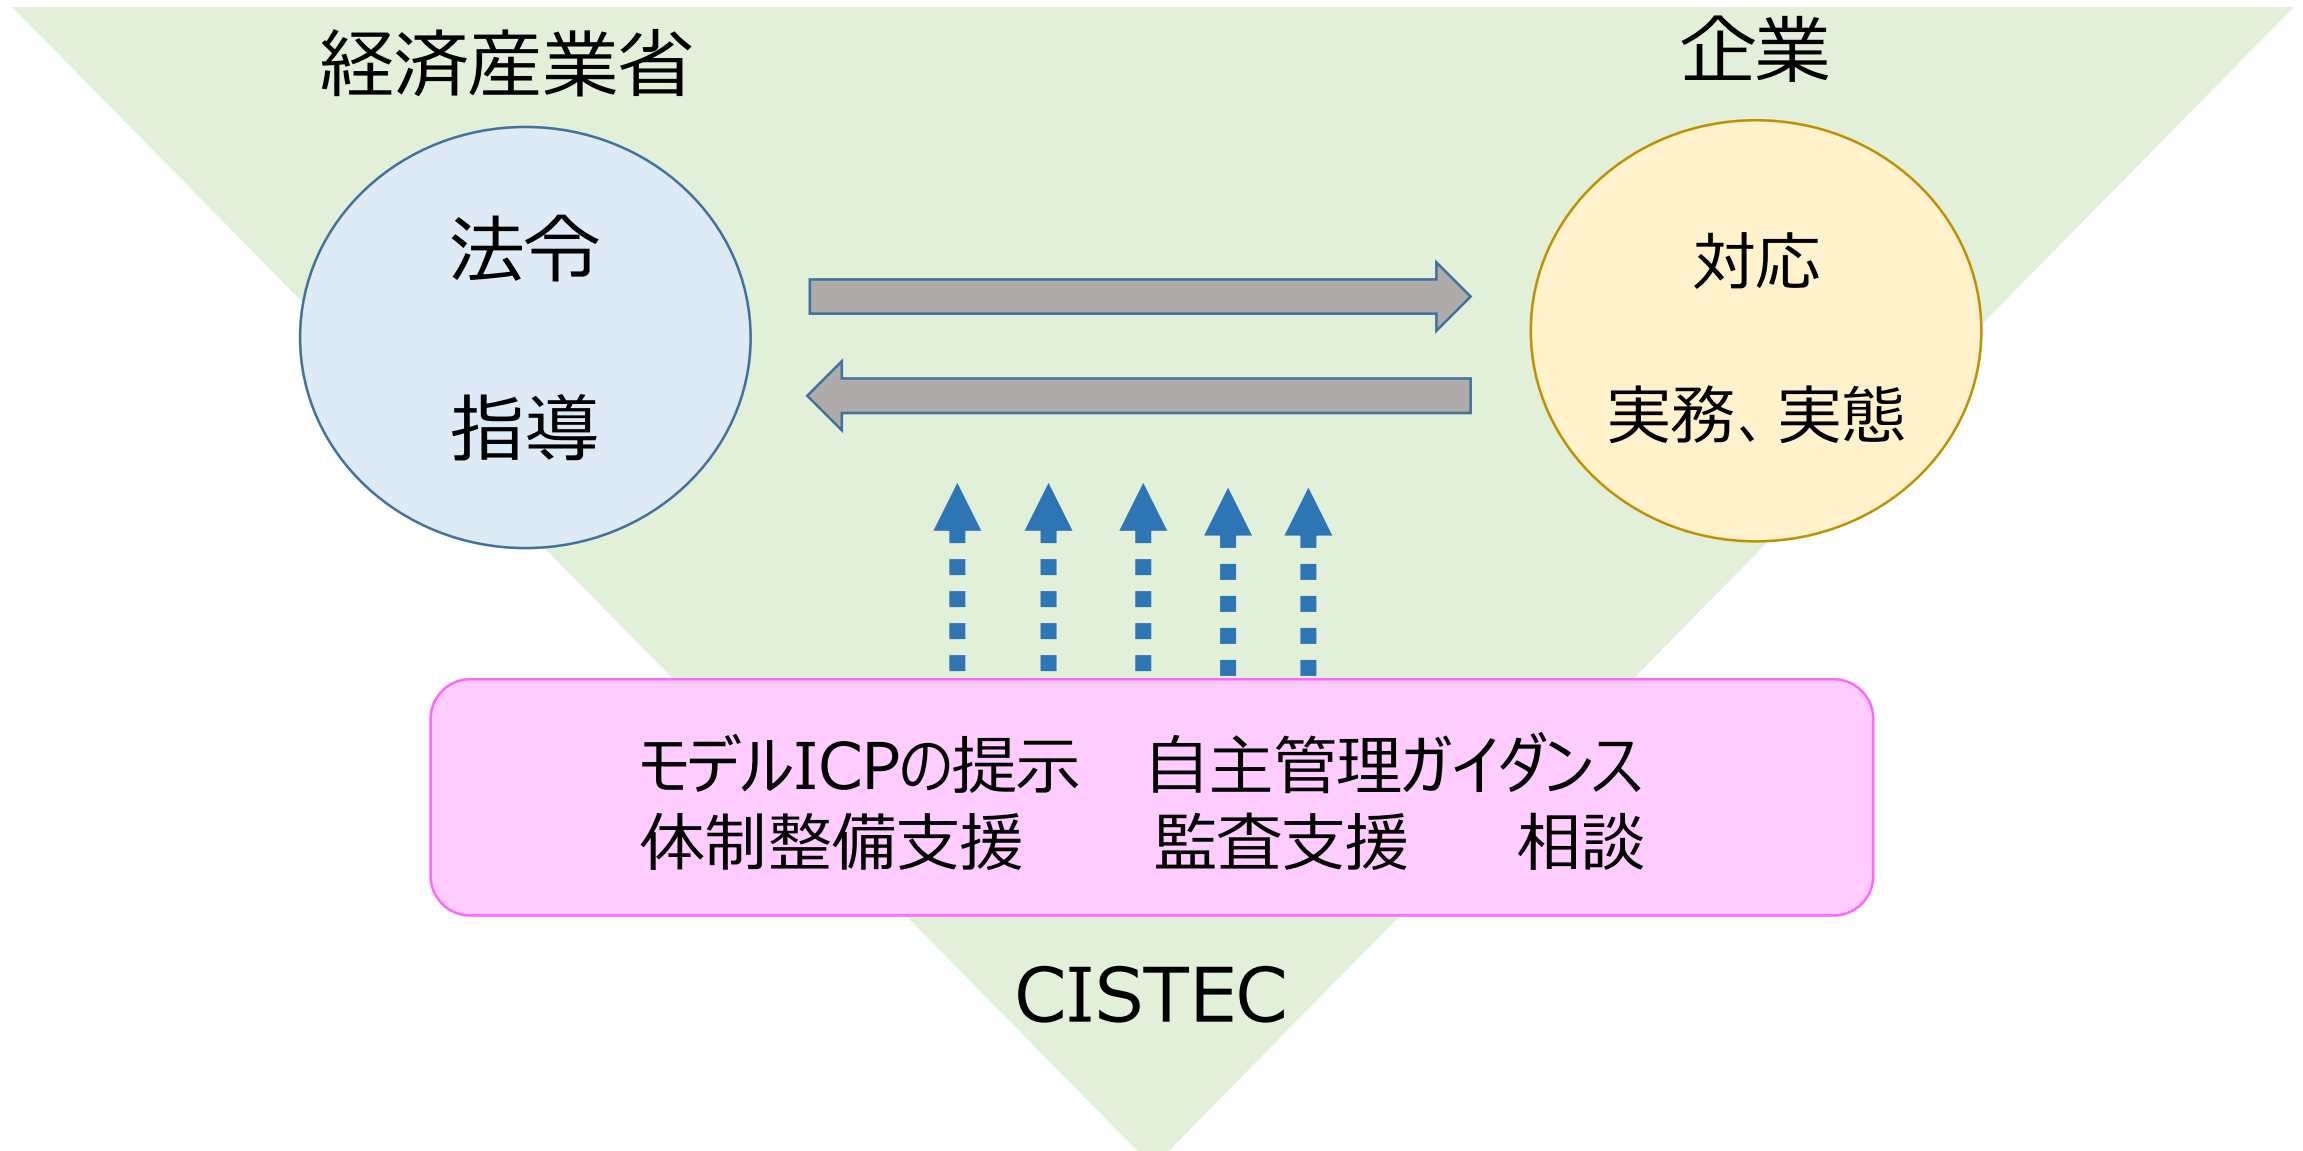 経済産業省
企業
法令
指導
対応
実務、実態
モデルICPの提示　自主管理ガイダンス
体制整備支援　　監査支援　　相談
CISTEC